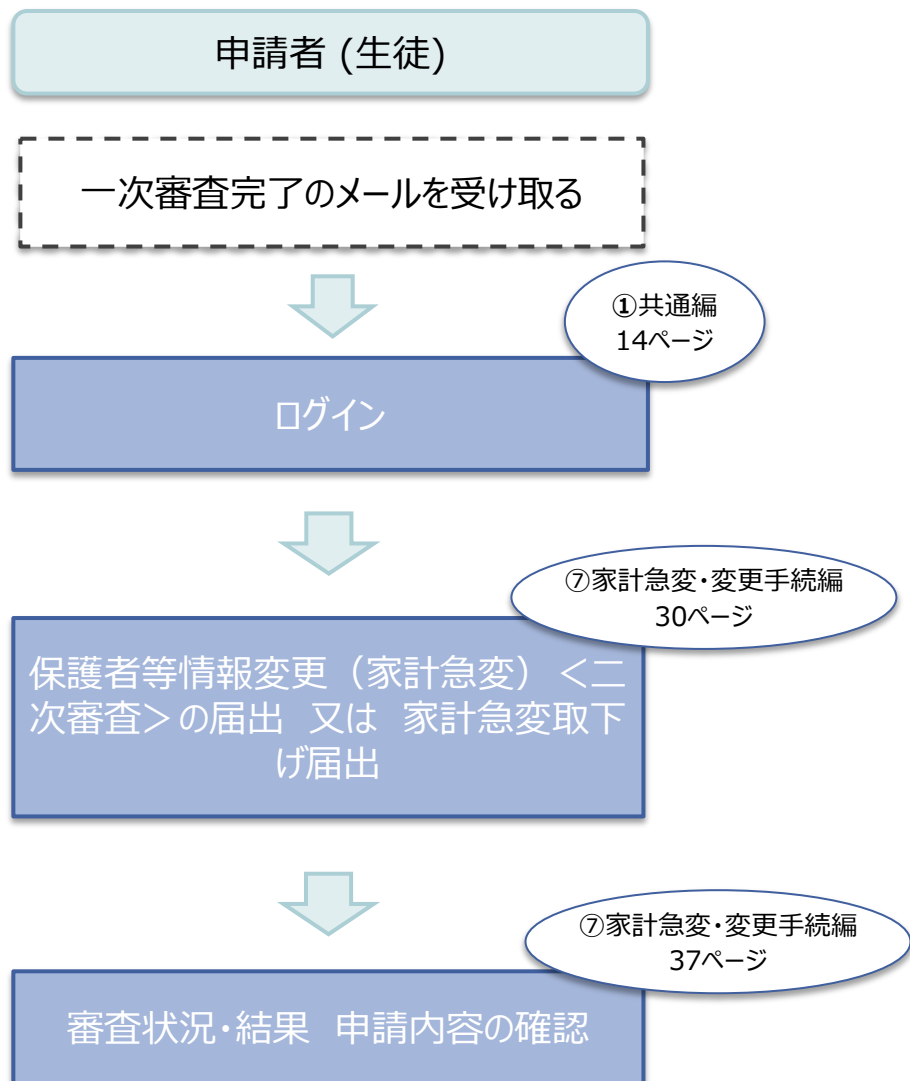 申請者 (生徒)
一次審査完了のメールを受け取る
①共通編
14ページ
ログイン
⑦家計急変・変更手続編
30ページ
保護者等情報変更（家計急変）＜二
次審査＞の届出 又は 家計急変取下
げ届出
⑦家計急変・変更手続編
37ページ
審査状況・結果 申請内容の確認